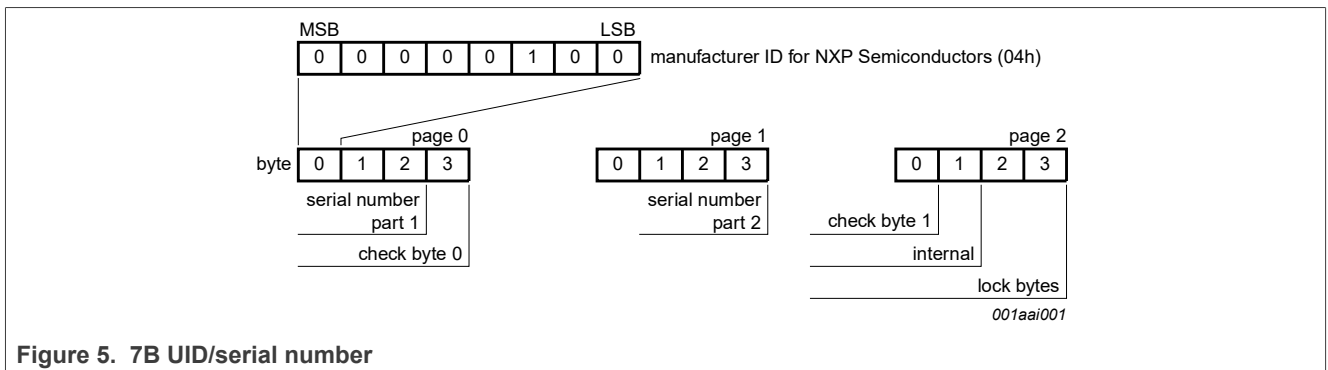 MSB LSB
0 0 0 0 0 1 0 0 manufacturer ID for NXP Semiconductors (04h)
page 0 page 1 page 2
byte 0 1 2 3 0 1 2 3 0 1 2 3
serial number serial number
part 1 part 2 check byte 1
check byte 0 internal
lock bytes
001aai001
Figure 5. 7B UID/serial number